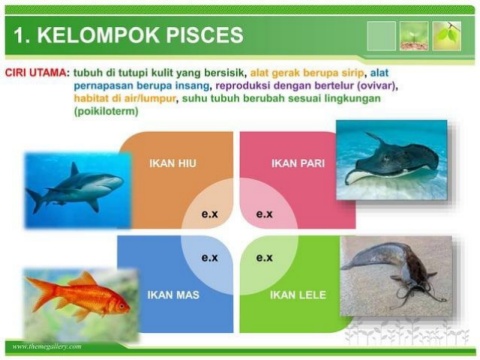 1. KELOMPOK PISCES
CIRI UTAMA: tubuh di tutupi kulit yang bersisik, alat gerak berupa sirip, alat
pernapasan berupa insang, reproduksi dengan bertelur (ovivar),
habitat di air/lumpur, suhu tubuh berubah sesuai lingkungan
(poikiloterm)
IKAN HIU
IKAN PARI
e.x
e.x
e.x
e.x
IKAN MAS
IKAN LELE
www.themegallery.com